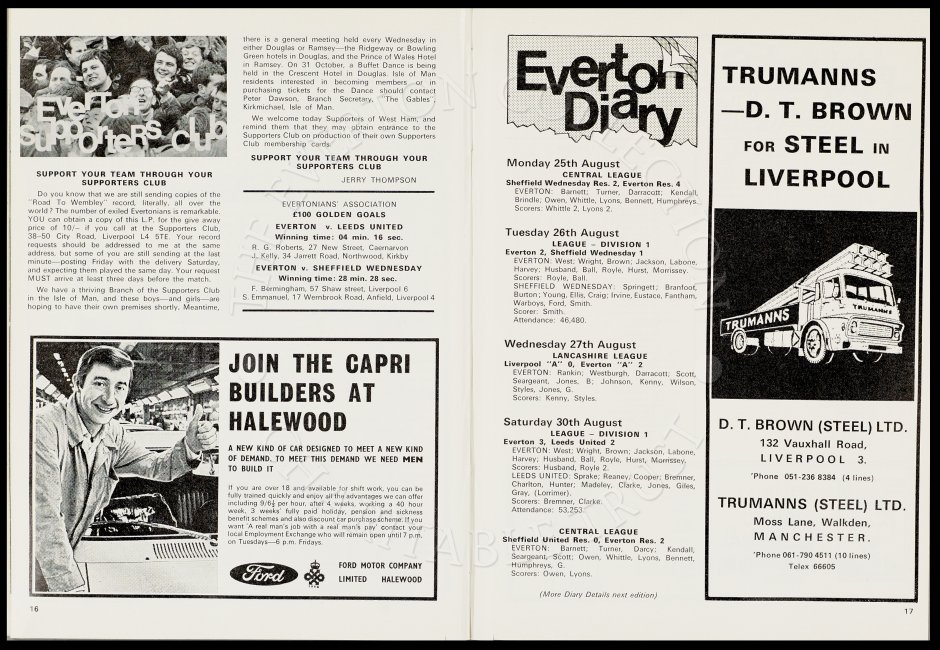 Everton
Supporters Club
SUPPORT YOUR TEAM THROUGH YOUR
SUPPORTERS CLUB
Do you know that we are still sending copies of the
"Road To Wembley" record, literally, all over the
world? The number of exiled Evertonians is remarkable.
YOU can obtain a copy of this L.P. for the give away
price of 10/– if you call at the Supporters Club,
38–50 City Road, Liverpool L4 5TE. Your record
requests should be addressed to me at the same
address, but some of you are still sending at the last
minute—posting Friday with the delivery Saturday,
and expecting them played the same day. Your request
MUST arrive at least three days before the match.
We have a thriving Branch of the Supporters Club
in the Isle of Man, and these boys—and girls—are
hoping to have their own premises shortly. Meantime,
there is a general meeting held every Wednesday in
either Douglas or Ramsey—the Ridgeway or Bowling
Green hotels in Douglas, and the Prince of Wales Hotel
in Ramsey. On 31 October, a Buffet Dance is being
held in the Crescent Hotel in Douglas. Isle of Man
residents interested in becoming members or in
purchasing tickets for the Dance should contact
Peter Dawson, Branch Secretary, "The Gables",
Kirkmichael, Isle of Man.
We welcome today Supporters of West Ham, and
remind them that they may obtain entrance to the
Supporters Club on production of their own Supporters
Club membership cards.
SUPPORT YOUR TEAM THROUGH YOUR
SUPPORTERS CLUB
JERRY THOMPSON
EVERTONIANS' ASSOCIATION
£100 GOLDEN GOALS
EVERTON v. LEEDS UNITED
Winning time: 04 min. 16 sec.
R. G. Roberts, 27 New Street, Caernarvon
J. Kelly, 34 Jarrett Road, Northwood, Kirkby
EVERTON v. SHEFFIELD WEDNESDAY
Winning time: 28 min. 28 sec.
F. Bermingham, 57 Shaw street, Liverpool 6
S. Emmanuel, 17 Wernbrook Road, Anfield, Liverpool 4
JOIN THE CAPRI
BUILDERS AT
HALEWOOD
A NEW KIND OF CAR DESIGNED TO MEET A NEW KIND
OF DEMAND. TO MEET THIS DEMAND WE NEED MEN
TO BUILD IT
If you are over 18 and available for shift work, you can be
fully trained quickly and enjoy all the advantages we can offer
including 9/6½ per hour, after 4 weeks, working a 40 hour
week, 3 weeks' fully paid holiday, pension and sickness
benefit schemes and also discount car purchase scheme. If you
want 'A real man's job with a real man's pay' contact your
local Employment Exchange who will remain open until 7 p.m.
on Tuesdays—6 p.m. Fridays.
Ford
FORD MOTOR COMPANY
LIMITED HALEWOOD
16
Everton
Diary
Monday 25th August
CENTRAL LEAGUE
Sheffield Wednesday Res. 2, Everton Res. 4
EVERTON: Barnett; Turner, Darracott; Kendall,
Brindle; Owen, Whittle, Lyons, Bennett, Humphreys.
Scorers: Whittle 2, Lyons 2.
Tuesday 26th August
LEAGUE – DIVISION 1
Everton 2, Sheffield Wednesday 1
EVERTON: West; Wright, Brown; Jackson, Labone,
Harvey; Husband, Ball, Royle, Hurst, Morrissey.
Scorers: Royle, Ball.
SHEFFIELD WEDNESDAY: Springett; Branfoot,
Burton; Young, Ellis, Craig; Irvine, Eustace, Fantham,
Warboys, Ford, Smith.
Scorer: Smith.
Attendance: 46,480.
Wednesday 27th August
LANCASHIRE LEAGUE
Liverpool "A" 0, Everton "A" 2
EVERTON: Rankin; Westburgh, Darracott; Scott,
Seargeant, Jones, B; Johnson, Kenny, Wilson,
Styles, Jones, G.
Scorers: Kenny, Styles.
Saturday 30th August
LEAGUE – DIVISION 1
Everton 3, Leeds United 2
EVERTON: West; Wright, Brown; Jackson, Labone,
Harvey; Husband, Ball, Royle, Hurst, Morrissey.
Scorers: Husband, Royle 2.
LEEDS UNITED: Sprake; Reaney; Cooper; Bremner,
Charlton, Hunter; Madeley, Clarke, Jones, Giles,
Gray, (Lorimer).
Scorers: Bremner, Clarke.
Attendance: 53,253.
CENTRAL LEAGUE
Sheffield United Res. 0, Everton Res. 2
EVERTON: Barnett; Turner, Darcy; Kendall,
Seargeant, Scott; Owen, Whittle, Lyons, Bennett,
Humphreys, G.
Scorers: Owen, Lyons.
(More Diary Details next edition)
TRUMANNS
—D. T. BROWN
FOR STEEL IN
LIVERPOOL
TRUMANNS
TRUMANNS
D. T. BROWN (STEEL) LTD.
132 Vauxhall Road,
LIVERPOOL 3.
'Phone 051-236 8384 (4 lines)
TRUMANNS (STEEL) LTD.
Moss Lane, Walkden,
MANCHESTER.
'Phone 061-790 4511 (10 lines)
Telex 66605
17